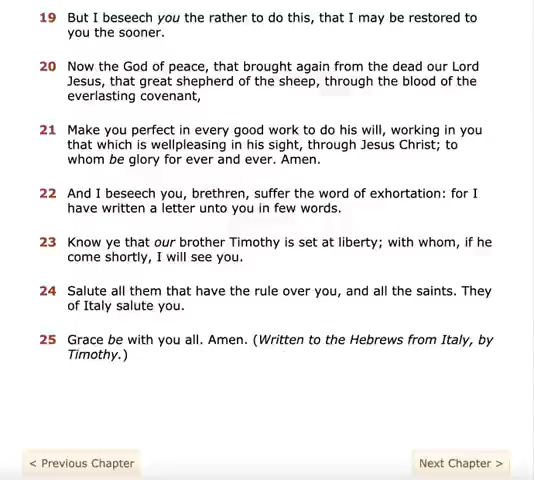 19 But I beseech you the rather to do this, that I may be restored to
you the sooner.
20 Now the God of peace, that brought again from the dead our Lord
Jesus, that great shepherd of the sheep, through the blood of the
everlasting covenant,
21 Make you perfect in every good work to do his will, working in you
that which is wellpleasing in his sight, through Jesus Christ; to
whom be glory for ever and ever. Amen.
22 And I beseech you, brethren, suffer the word of exhortation: for I
have written a letter unto you in few words.
23 Know ye that our brother Timothy is set at liberty; with whom, if he
come shortly, I will see you.
24 Salute all them that have the rule over you, and all the saints. They
of Italy salute you.
25 Grace be with you all. Amen. (Written to the Hebrews from Italy, by
Timothy.)
< Previous Chapter
Next Chapter >